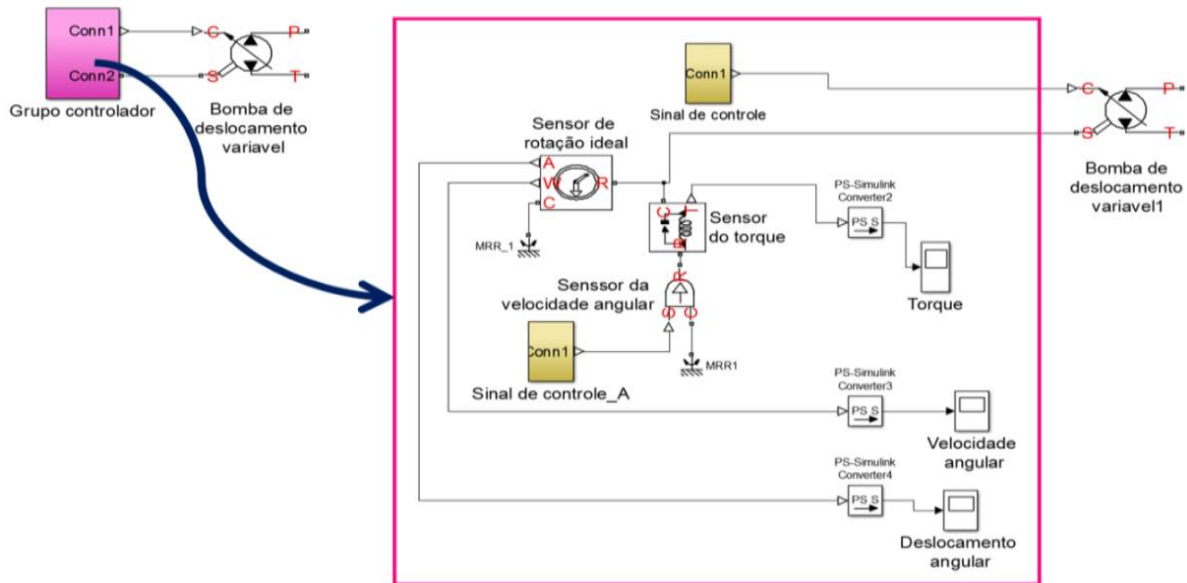 Conn1
Conn2
Grupo controlador
C
S
P
T
Bomba de
deslocamento
variavel
Conn1
Sinal de controle
C
S
P
T
Bomba de
deslocamento
variavel1
Sensor de
rotação ideal
A
W
C
R
MRR_1
C
T
R
Sensor
do torque
PS-Simulink
Converter2
PS S
Torque
Senssor da
velocidade angular
R
S
C
MRR1
Conn1
Sinal de controle_A
PS-Simulink
Converter3
PS S
Velocidade
angular
PS-Simulink
Converter4
PS S
Deslocamento
angular